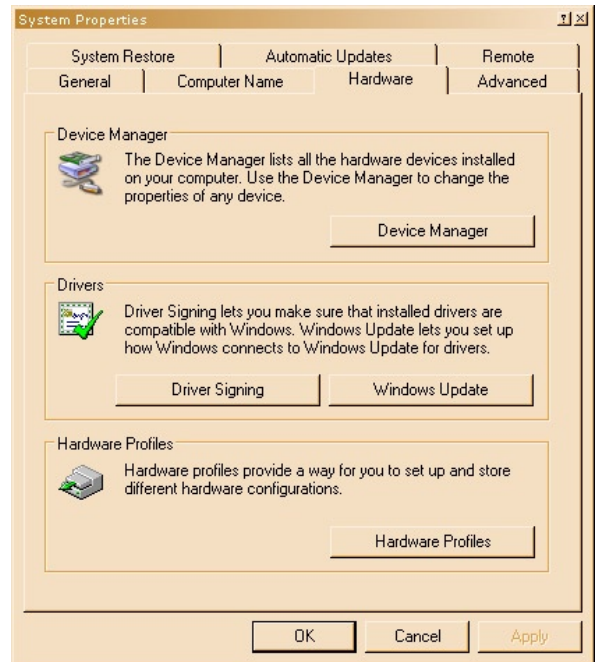 System Properties
System Restore
Automatic Updates
Remote
General
Computer Name
Hardware
Advanced
Device Manager
The Device Manager lists all the hardware devices installed
on your computer. Use the Device Manager to change the
properties of any device.
Device Manager
Drivers
Driver Signing lets you make sure that installed drivers are
compatible with Windows. Windows Update lets you set up
how Windows connects to Windows Update for drivers.
Driver Signing
Windows Update
Hardware Profiles
Hardware profiles provide a way for you to set up and store
different hardware configurations.
Hardware Profiles
OK
Cancel
Apply